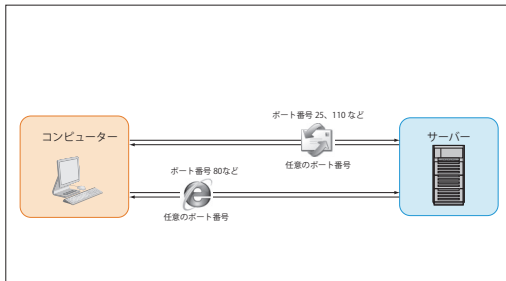 ポート番号 25、110 など
コンピューター
サーバー
任意のポート番号
ポート番号 80など
任意のポート番号